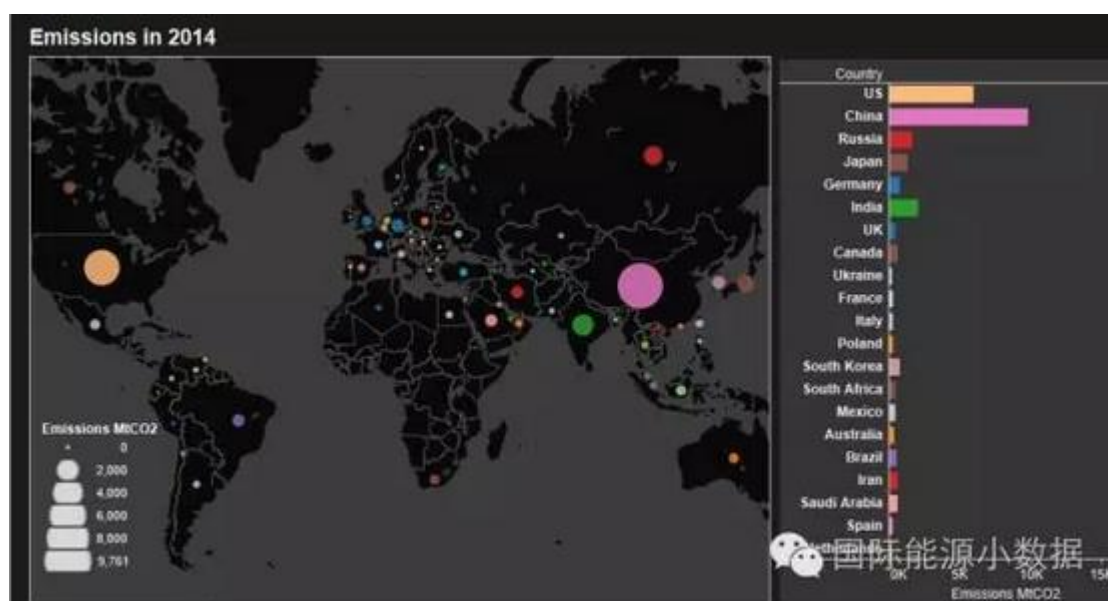 Emissions in 2014
Emissions MtCO2
0
2,000
4,000
6,000
8,000
9,761
Country
US
China
Russia
Japan
Germany
India
UK
Canada
Ukraine
France
Italy
Poland
South Korea
South Africa
Mexico
Australia
Brazil
Iran
Saudi Arabia
Spain
国际能源小数据
0K 5K 10K 15K
Emissions MtCO2